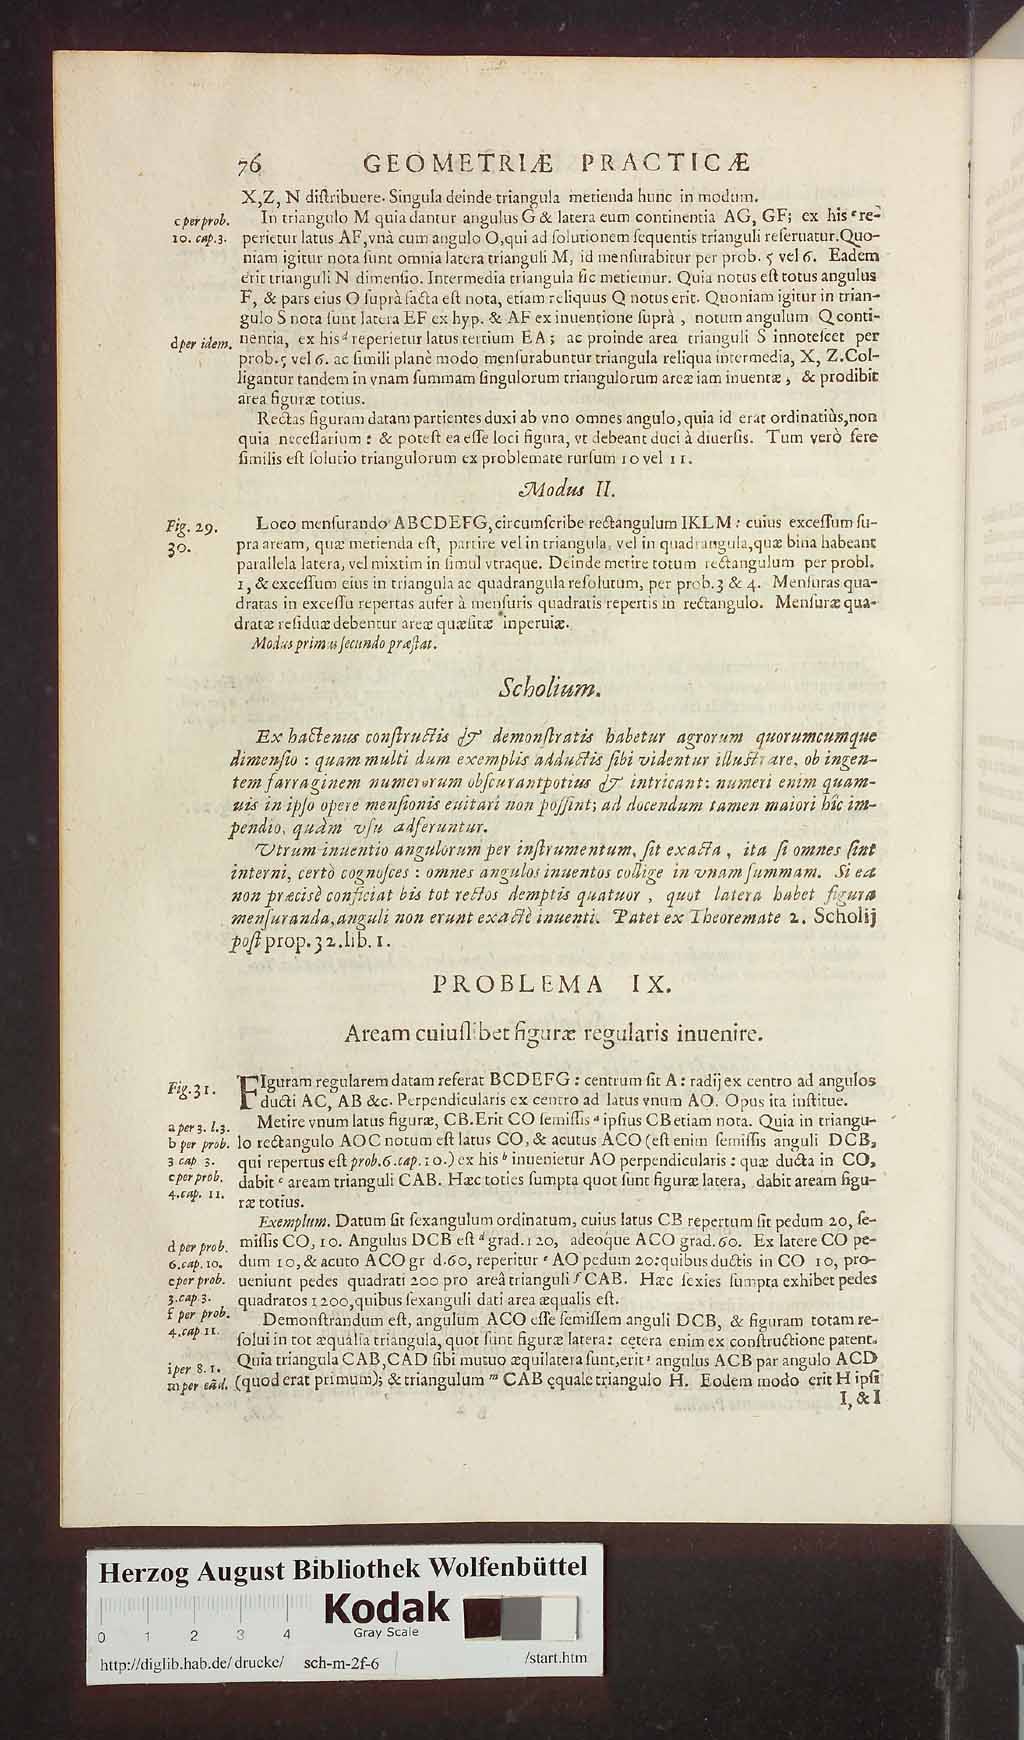 76 GEOMETRIÆ PRACTICÆ
X,Z, N diſtribuere. Singula deinde triangula metienda hunc in modum.
c per prob. In triangulo M quia dantur angulus G & latera eum continentia AG, GF; ex his c re-
10. cap. 3. perietur latus AF, vnà cum angulo O, qui ad ſolutionem ſequentis trianguli reſeruatur. Quo-
niam igitur nota ſunt omnia latera trianguli M, id menſurabitur per prob. 5 vel 6. Eadem
erit trianguli N dimenſio. Intermedia triangula ſic metiemur. Quia notus eſt totus angulus
F, & pars eius O ſuprà facta eſt nota, etiam reliquus Q notus erit. Quoniam igitur in trian-
gulo S nota ſunt latera EF ex hyp. & AF ex inuentione ſuprà , notum angulum Q conti-
d per idem. nentia, ex his d reperietur latus tertium EA; ac proinde area trianguli S innoteſcet per
prob. 5 vel 6. ac ſimili planè modo menſurabuntur triangula reliqua intermedia, X, Z. Col-
ligantur tandem in vnam ſummam ſingulorum triangulorum areæ iam inuentæ , & prodibit
area figuræ totius.
Rectas figuram datam partientes duxi ab vno omnes angulo, quia id erat ordinatiùs, non
quia neceſſarium : & poteſt ea eſſe loci figura, vt debeant duci à diuerſis. Tum verò fere
ſimilis eſt ſolutio triangulorum ex problemate rurſum 10 vel 11.
Modus II.
Fig. 29. Loco menſurando ABCDEFG, circumſcribe rectangulum IKLM : cuius exceſſum ſu-
30. pra aream, quæ metienda eſt, partire vel in triangula, vel in quadrangula, quæ bina habeant
parallela latera, vel mixtim in ſimul vtraque. Deinde metire totum rectangulum per probl.
1, & exceſſum eius in triangula ac quadrangula reſolutum, per prob. 3 & 4. Menſuras qua-
dratas in exceſſu repertas aufer à menſuris quadratis repertis in rectangulo. Menſuræ qua-
dratæ reſiduæ debentur areæ quæſitæ inperuiæ.
Modus primus ſecundo præſtat.
Scholium.
Ex hactenus conſtructis & demonſtratis habetur agrorum quorumcumque
dimenſio : quam multi dum exemplis adductis ſibi videntur illuſtrare, ob ingen-
tem farraginem numerorum obſcurant potius & intricant: numeri enim quam-
uis in ipſo opere menſionis euitari non poſſint; ad docendum tamen maiori hîc im-
pendio, quàm vſu adferuntur.
Vtrum inuentio angulorum per inſtrumentum, ſit exacta , ita ſi omnes ſint
interni, certò cognoſces : omnes angulos inuentos collige in vnam ſummam. Si ea
non præcisè conficiat bis tot rectos demptis quatuor , quot latera habet figura
menſuranda, anguli non erunt exactè inuenti. Patet ex Theoremate 2. Scholij
poſt prop. 32. lib. 1.
PROBLEMA IX.
Aream cuiuſlibet figuræ regularis inuenire.
Fig. 31. FIguram regularem datam referat BCDEFG : centrum ſit A : radij ex centro ad angulos
ducti AC, AB &c. Perpendicularis ex centro ad latus vnum AO. Opus ita inſtitue.
a per 3. l. 3. Metire vnum latus figuræ, CB. Erit CO ſemiſſis a ipſius CB etiam nota. Quia in triangu-
b per prob. lo rectangulo AOC notum eſt latus CO, & acutus ACO (eſt enim ſemiſſis anguli DCB,
3 cap 3. qui repertus eſt prob. 6. cap. 10.) ex his b inuenietur AO perpendicularis : quæ ducta in CO,
c per prob. dabit c aream trianguli CAB. Hæc toties ſumpta quot ſunt figuræ latera, dabit aream figu-
4. cap. 11. ræ totius.
Exemplum. Datum ſit ſexangulum ordinatum, cuius latus CB repertum ſit pedum 20, ſe-
d per prob. miſſis CO, 10. Angulus DCB eſt d grad. 120, adeoque ACO grad. 60. Ex latere CO pe-
6. cap. 10. dum 10, & acuto ACO gr d. 60, reperitur e AO pedum 20: quibus ductis in CO 10, pro-
e per prob. ueniunt pedes quadrati 200 pro areâ trianguli f CAB. Hæc ſexies ſumpta exhibet pedes
3. cap 3. quadratos 1200, quibus ſexanguli dati area æqualis eſt.
f per prob. Demonſtrandum eſt, angulum ACO eſſe ſemiſſem anguli DCB, & figuram totam re-
4. cap 11. ſolui in tot æqualia triangula, quot ſunt figuræ latera: cetera enim ex conſtructione patent.
i per 8. 1. Quia triangula CAB, CAD ſibi mutuo æquilatera ſunt, erit i angulus ACB par angulo ACD
m per eãd. (quod erat primum); & triangulum m CAB ęquale triangulo H. Eodem modo erit H ipſi
I, & I
Herzog August Bibliothek Wolfenbüttel
Kodak
Gray Scale
0 1 2 3 4
http://diglib.hab.de/drucke/ sch-m-2f-6 /start.htm